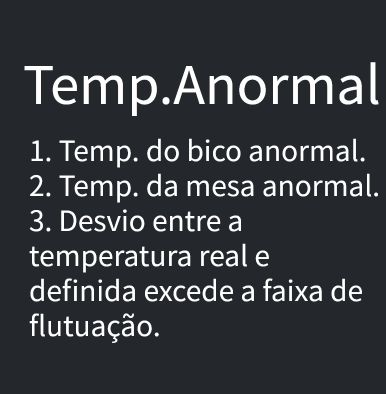 Temp.Anormal
1. Temp. do bico anormal.
2. Temp. da mesa anormal.
3. Desvio entre a
temperatura real e
definida excede a faixa de
flutuação.